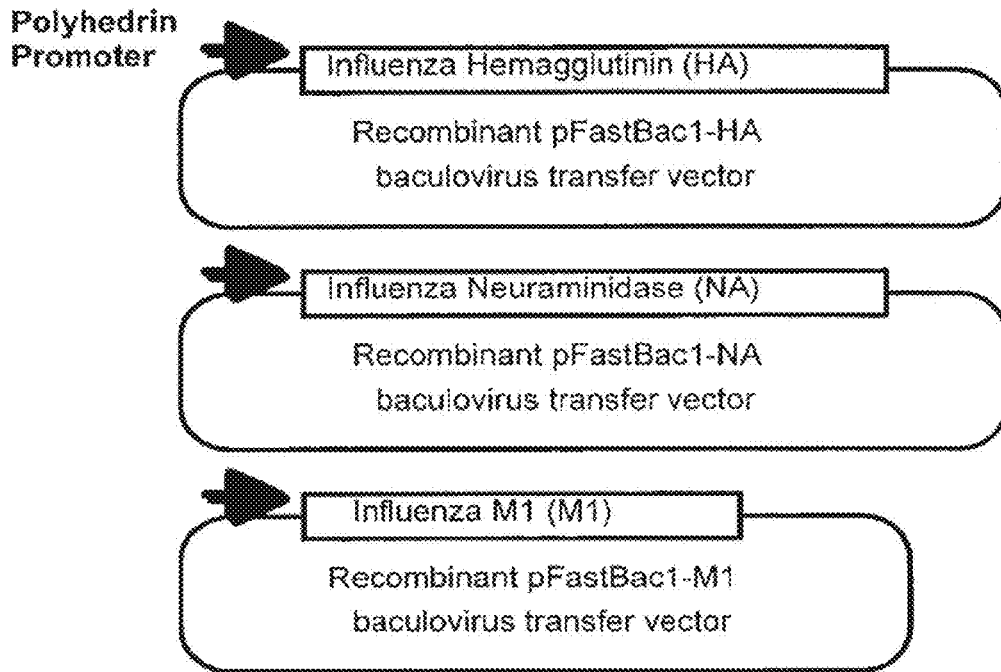 Polyhedrin
Promoter
Influenza Hemagglutinin (HA)
Recombinant pFastBac1-HA
baculovirus transfer vector
Influenza Neuraminidase (NA)
Recombinant pFastBac1-NA
baculovirus transfer vector
Influenza M1 (M1)
Recombinant pFastBac1-M1
baculovirus transfer vector